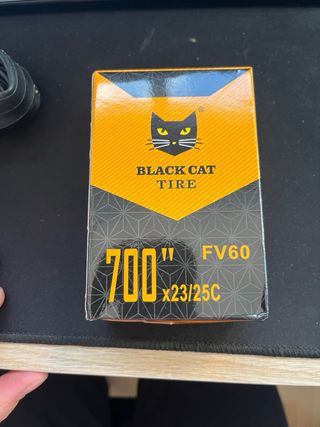 BLACK CAT
TIRE
700" x23/25C
FV60